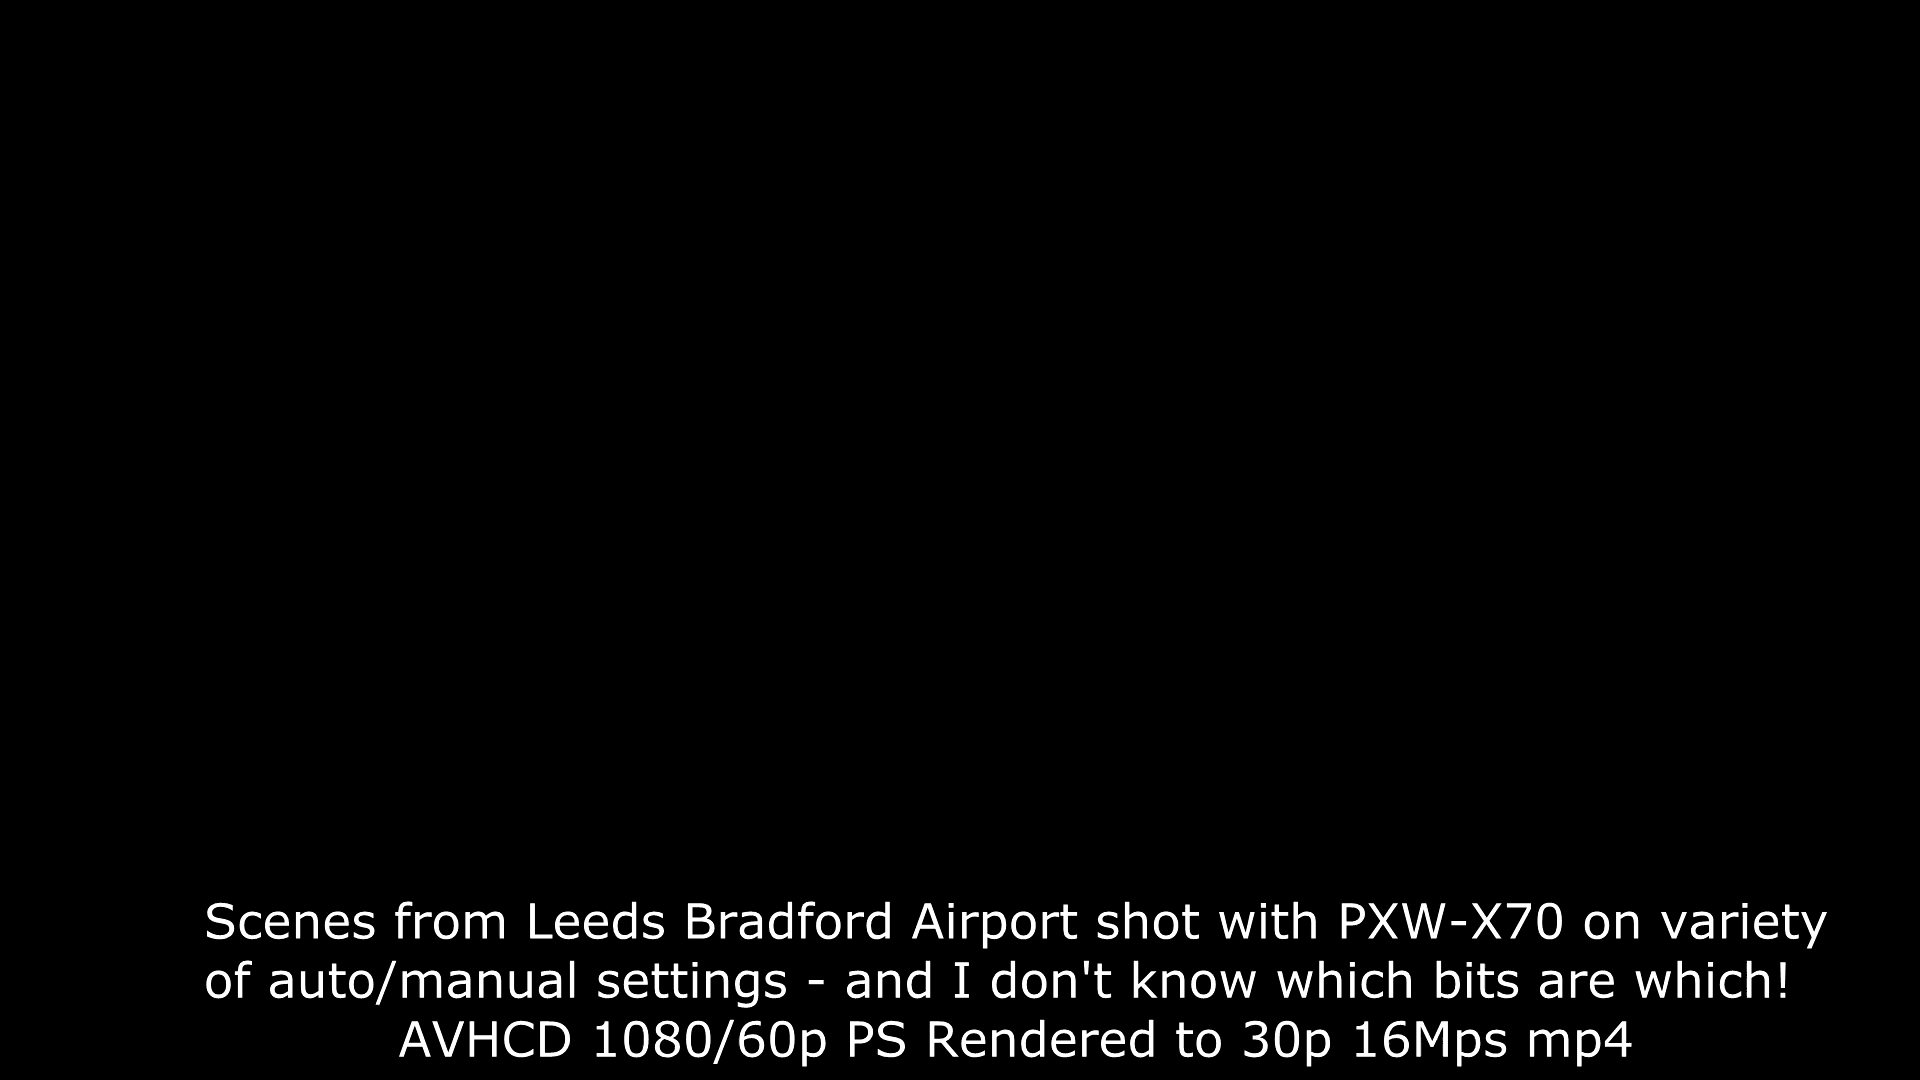 Scenes from Leeds Bradford Airport shot with PXW-X70 on variety
of auto/manual settings - and I don't know which bits are which!
AVHCD 1080/60p PS Rendered to 30p 16Mps mp4